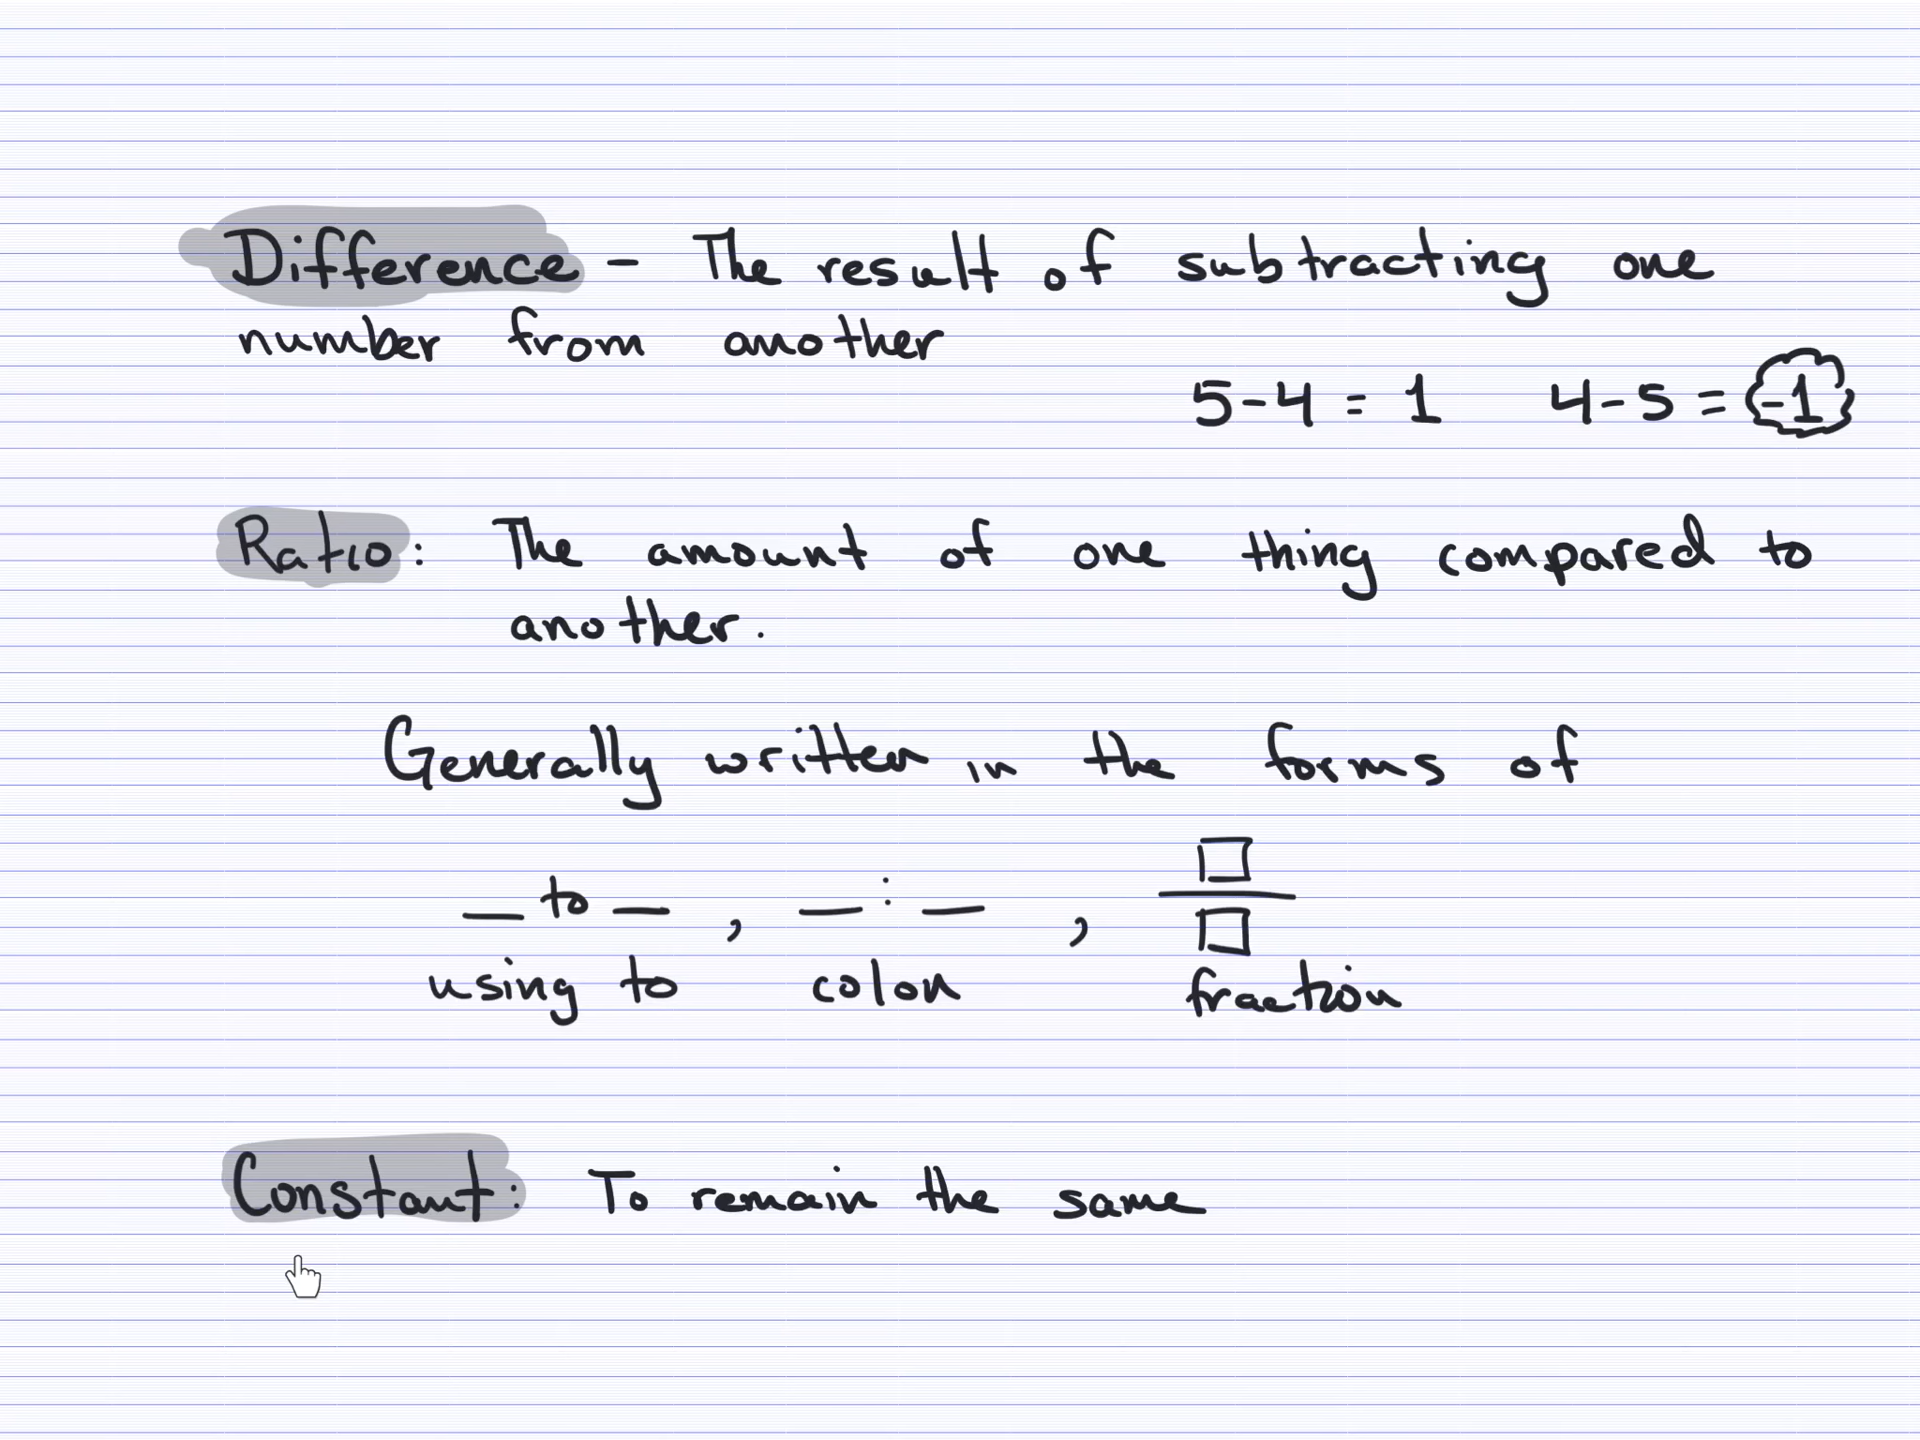 Difference - The result of subtracting one
number from another
5-4 = 1   4-5 = -1
Ratio: The amount of one thing compared to
another.
Generally written in the forms of
_ to _ , _ : _ , □/□
using to   colon   fraction
Constant: To remain the same